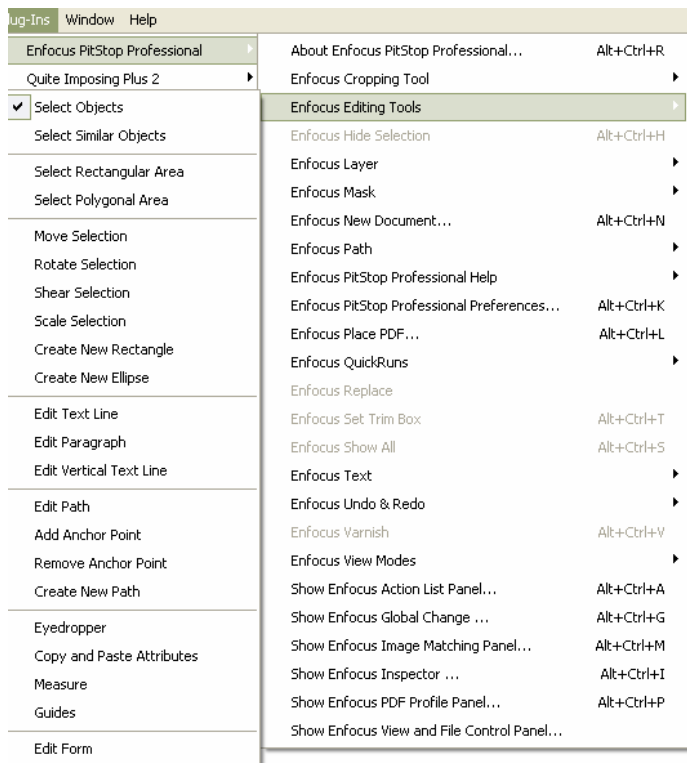 lug-Ins Window Help
Enfocus PitStop Professional
Quite Imposing Plus 2
Select Objects
Select Similar Objects
Select Rectangular Area
Select Polygonal Area
Move Selection
Rotate Selection
Shear Selection
Scale Selection
Create New Rectangle
Create New Ellipse
Edit Text Line
Edit Paragraph
Edit Vertical Text Line
Edit Path
Add Anchor Point
Remove Anchor Point
Create New Path
Eyedropper
Copy and Paste Attributes
Measure
Guides
Edit Form
About Enfocus PitStop Professional... Alt+Ctrl+R
Enfocus Cropping Tool
Enfocus Editing Tools
Enfocus Hide Selection Alt+Ctrl+H
Enfocus Layer
Enfocus Mask
Enfocus New Document... Alt+Ctrl+N
Enfocus Path
Enfocus PitStop Professional Help
Enfocus PitStop Professional Preferences... Alt+Ctrl+K
Enfocus Place PDF... Alt+Ctrl+L
Enfocus QuickRuns
Enfocus Replace
Enfocus Set Trim Box Alt+Ctrl+T
Enfocus Show All Alt+Ctrl+S
Enfocus Text
Enfocus Undo & Redo
Enfocus Varnish Alt+Ctrl+V
Enfocus View Modes
Show Enfocus Action List Panel... Alt+Ctrl+A
Show Enfocus Global Change ... Alt+Ctrl+G
Show Enfocus Image Matching Panel... Alt+Ctrl+M
Show Enfocus Inspector ... Alt+Ctrl+I
Show Enfocus PDF Profile Panel... Alt+Ctrl+P
Show Enfocus View and File Control Panel...